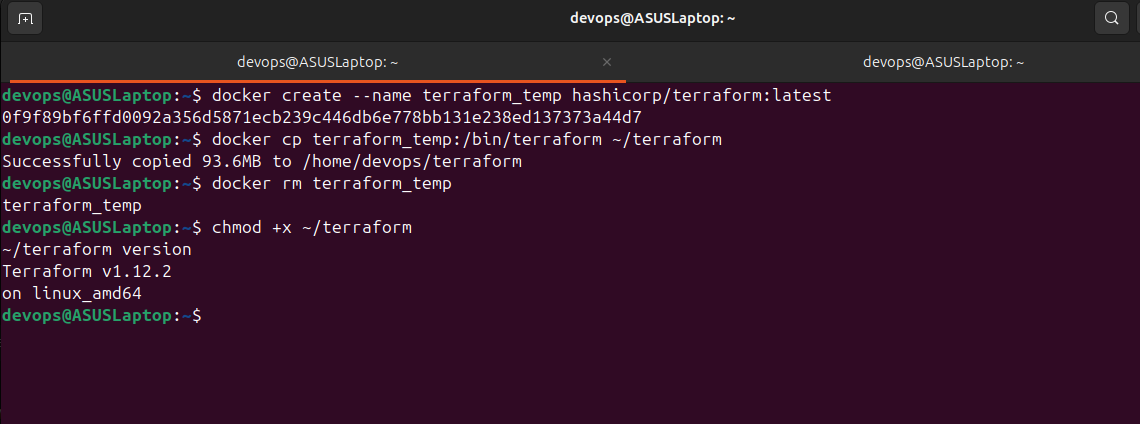 devops@ASUSLaptop: ~
devops@ASUSLaptop: ~ ×
devops@ASUSLaptop: ~
devops@ASUSLaptop:~$ docker create --name terraform_temp hashicorp/terraform:latest
0f9f89bf6ffd0092a356d5871ecb239c446db6e778bb131e238ed137373a44d7
devops@ASUSLaptop:~$ docker cp terraform_temp:/bin/terraform ~/terraform
Successfully copied 93.6MB to /home/devops/terraform
devops@ASUSLaptop:~$ docker rm terraform_temp
terraform_temp
devops@ASUSLaptop:~$ chmod +x ~/terraform
~/terraform version
Terraform v1.12.2
on linux_amd64
devops@ASUSLaptop:~$